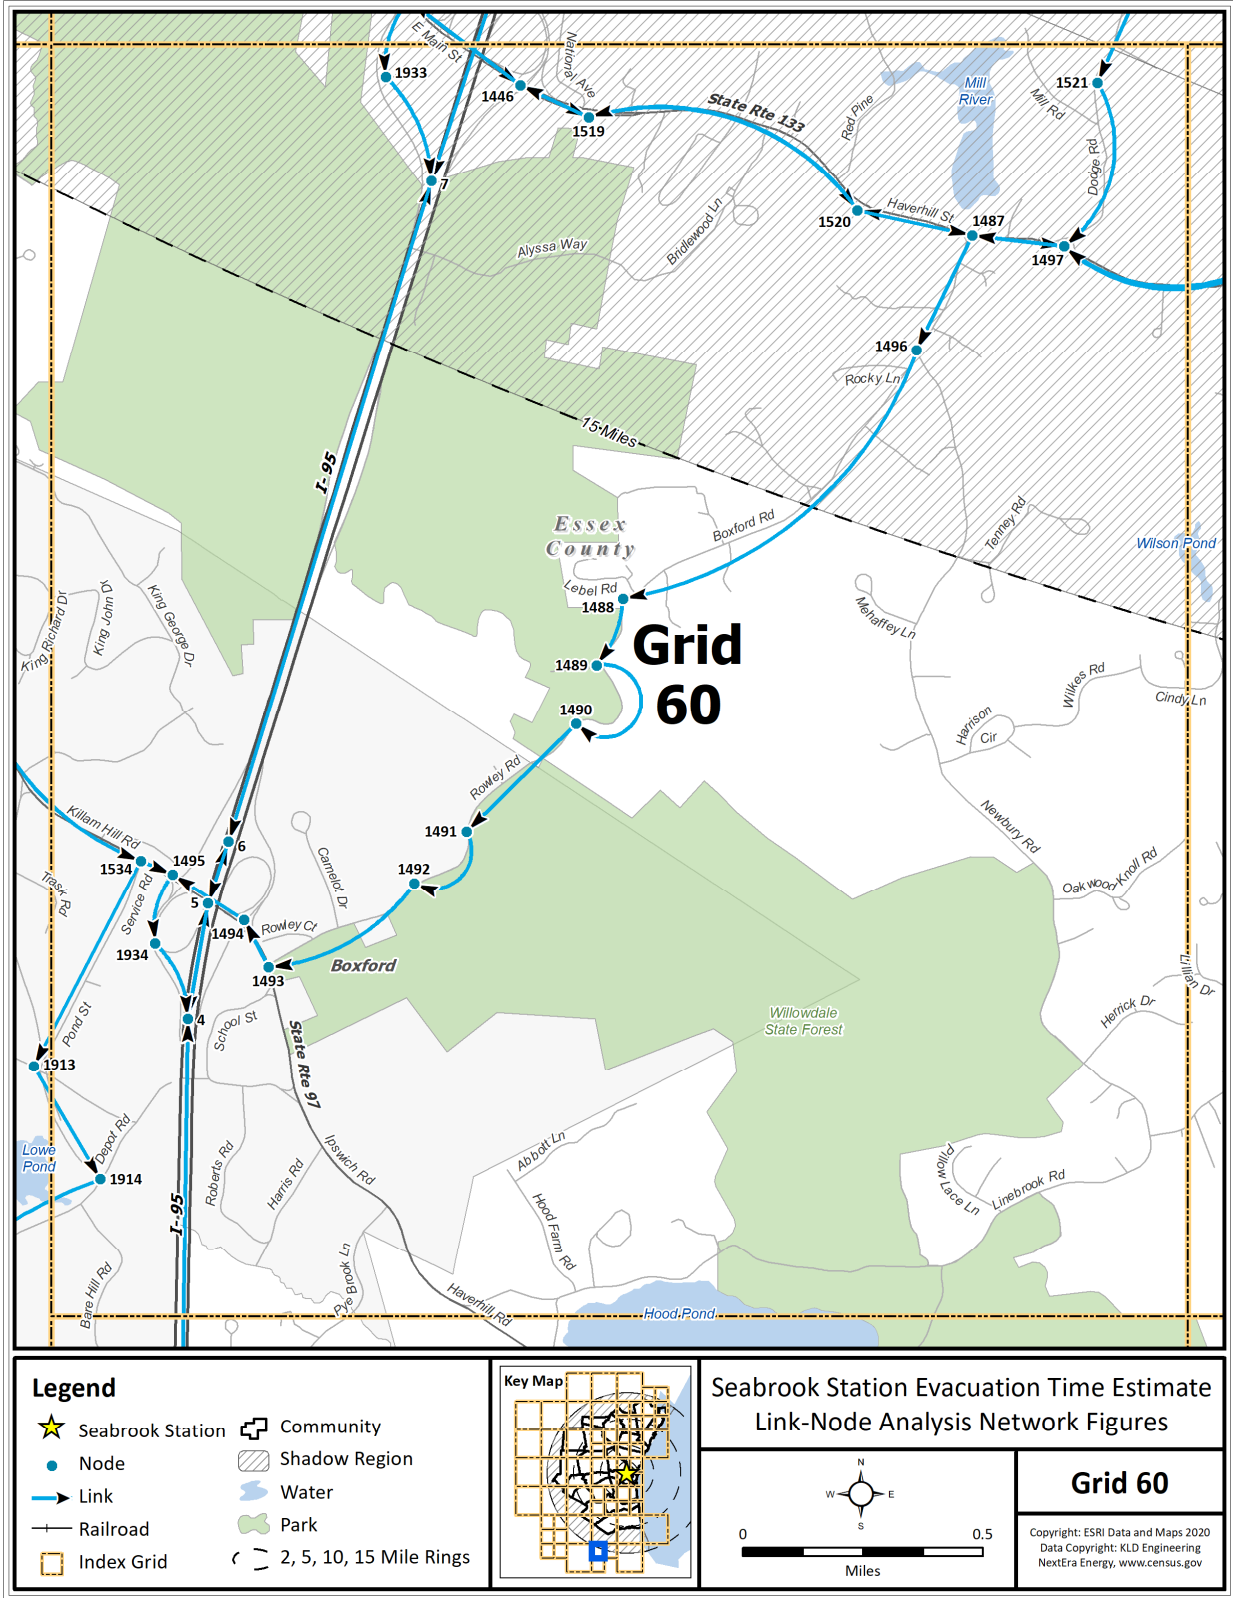 E Main St
National Ave
1933
1446
1519
State Rte 133
Red Pine
Mill
River
Mill Rd
1521
Dodge Rd
7
Bridlewood Ln
Alyssa Way
1520
Haverhill St
1487
1497
1496
Rocky Ln
15 Miles
I-95
Essex
County
Boxford Rd
Tenney Rd
Wilson Pond
Lebel Rd
1488
Mehaffey Ln
King Richard Dr
King John Dr
King George Dr
Grid
60
1489
1490
Wilkes Rd
Cindy Ln
Harrison
Cir
Rowley Rd
Newbury Rd
Killam Hill Rd
1534
1495
6
1491
1492
Camelot Dr
Oakwood Knoll Rd
Trask Rd
Service Rd
5
1494
Rowley Ct
1934
Boxford
1493
Lillian Dr
Herrick Dr
4
School St
Pond St
1913
State Rte 97
Willowdale
State Forest
Depot Rd
Lowe
Pond
1914
Roberts Rd
Harris Rd
Ipswich Rd
Abbott Ln
Pillow Lace Ln
Linebrook Rd
I-95
Hood Farm Rd
Bare Hill Rd
Pye Brook Ln
Haverhill Rd
Hood Pond
Legend
Seabrook Station
Node
Link
Railroad
Index Grid
Community
Shadow Region
Water
Park
2, 5, 10, 15 Mile Rings
Key Map
Seabrook Station Evacuation Time Estimate
Link-Node Analysis Network Figures
N
W E
S
0 0.5
Miles
Grid 60
Copyright: ESRI Data and Maps 2020
Data Copyright: KLD Engineering
NextEra Energy, www.census.gov